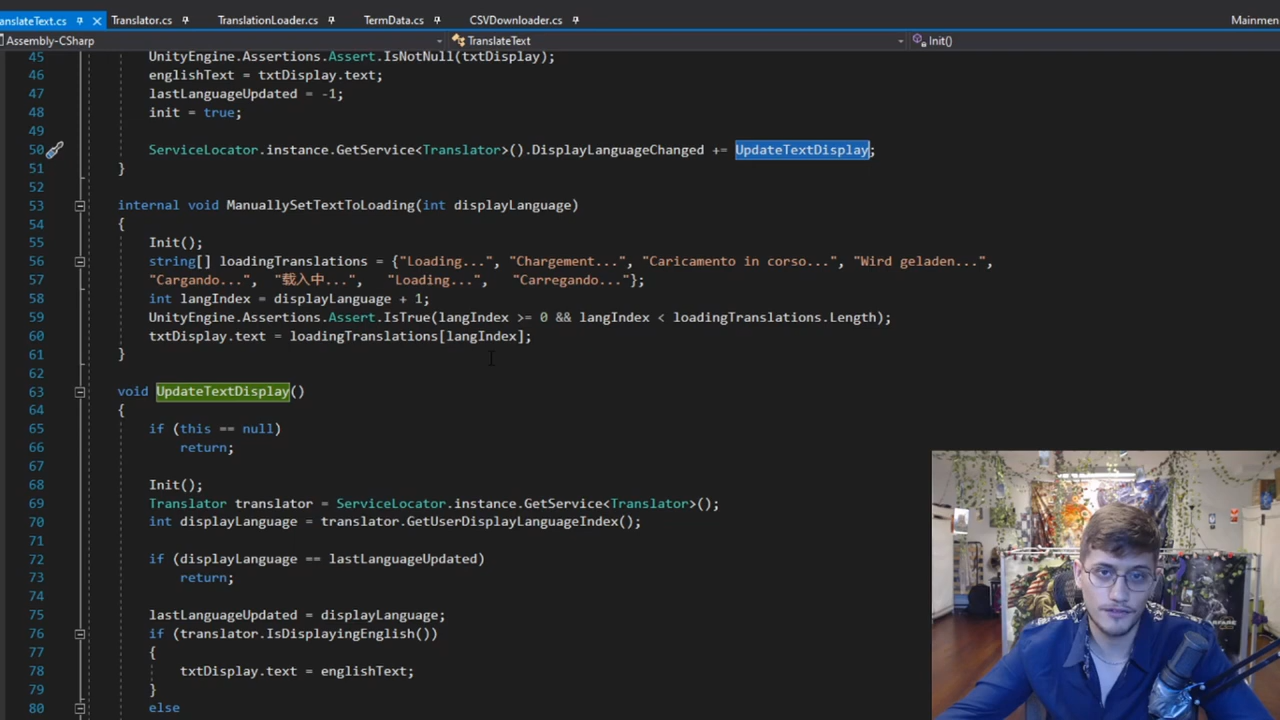 anslateText.cs
Translator.cs
TranslationLoader.cs
TermData.cs
CSVDownloader.cs
Mainmen
Assembly-CSharp
TranslateText
Init()
45 UnityEngine.Assertions.Assert.IsNotNull(txtDisplay);
46 englishText = txtDisplay.text;
47 lastLanguageUpdated = -1;
48 init = true;
49
50 ServiceLocator.instance.GetService<Translator>().DisplayLanguageChanged += UpdateTextDisplay;
51 }
52
53 internal void ManuallySetTextToLoading(int displayLanguage)
54 {
55 Init();
56 string[] loadingTranslations = {"Loading...", "Chargement...", "Caricamento in corso...", "Wird geladen...",
57 "Cargando...", "载入中...", "Loading...", "Carregando..."};
58 int langIndex = displayLanguage + 1;
59 UnityEngine.Assertions.Assert.IsTrue(langIndex >= 0 && langIndex < loadingTranslations.Length);
60 txtDisplay.text = loadingTranslations[langIndex];
61 }
62
63 void UpdateTextDisplay()
64 {
65 if (this == null)
66 return;
67
68 Init();
69 Translator translator = ServiceLocator.instance.GetService<Translator>();
70 int displayLanguage = translator.GetUserDisplayLanguageIndex();
71
72 if (displayLanguage == lastLanguageUpdated)
73 return;
74
75 lastLanguageUpdated = displayLanguage;
76 if (translator.IsDisplayingEnglish())
77 {
78 txtDisplay.text = englishText;
79 }
80 else